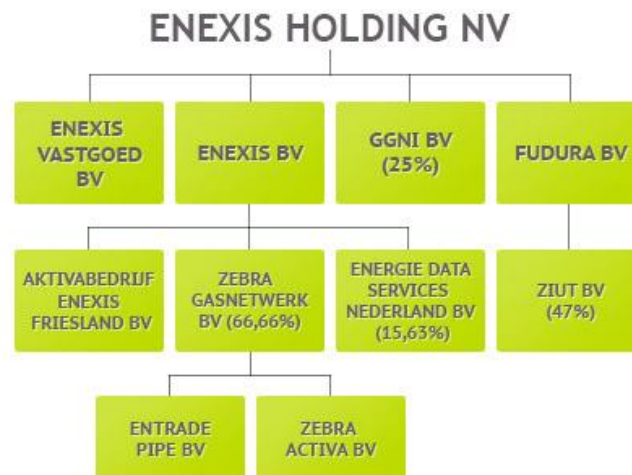 ENEXIS HOLDING NV
ENEXIS
VASTGOED
BV
ENEXIS BV
GGNI BV
(25%)
FUDURA BV
AKTIVABEDRIJF
ENEXIS
FRIESLAND BV
ZEBRA
GASNETWERK
BV (66,66%)
ENERGIE DATA
SERVICES
NEDERLAND BV
(15,63%)
ZIUT BV
(47%)
ENTRADE
PIPE BV
ZEBRA
ACTIVA BV